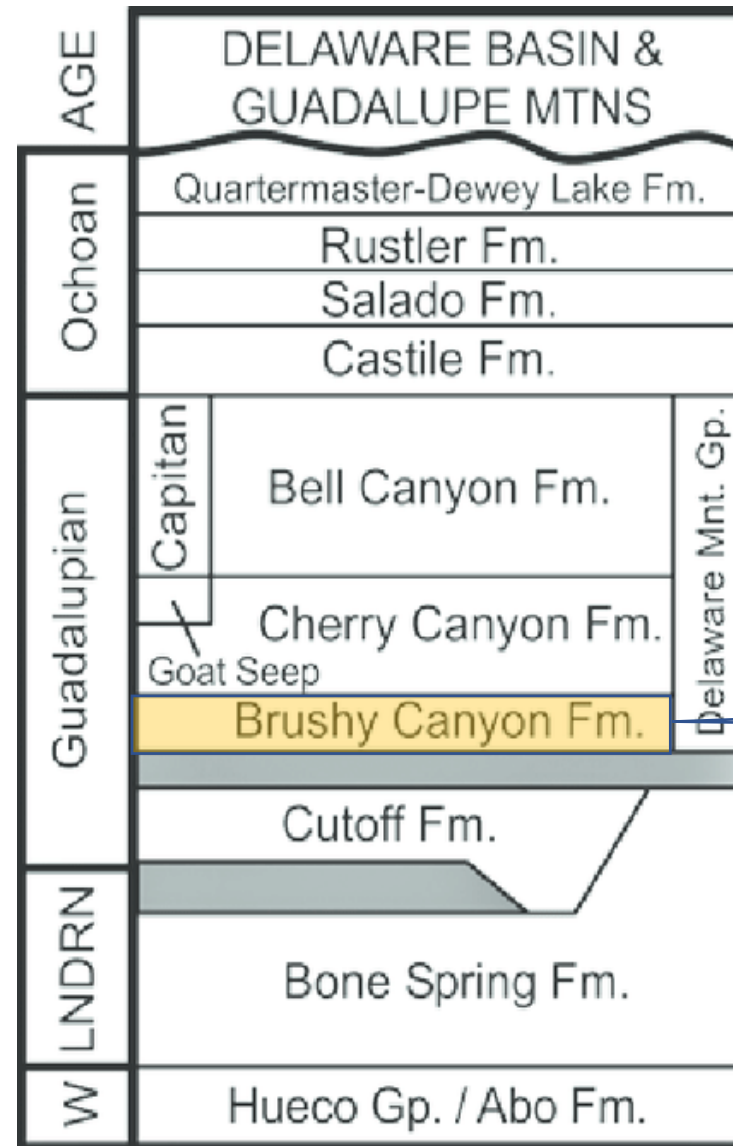 AGE
DELAWARE BASIN &
GUADALUPE MTNS
Ochoan
Quartermaster-Dewey Lake Fm.
Rustler Fm.
Salado Fm.
Castile Fm.
Guadalupian
Capitan
Bell Canyon Fm.
Delaware Mnt. Gp.
Cherry Canyon Fm.
Goat Seep
Brushy Canyon Fm.
Cutoff Fm.
LNDRN
Bone Spring Fm.
W
Hueco Gp. / Abo Fm.